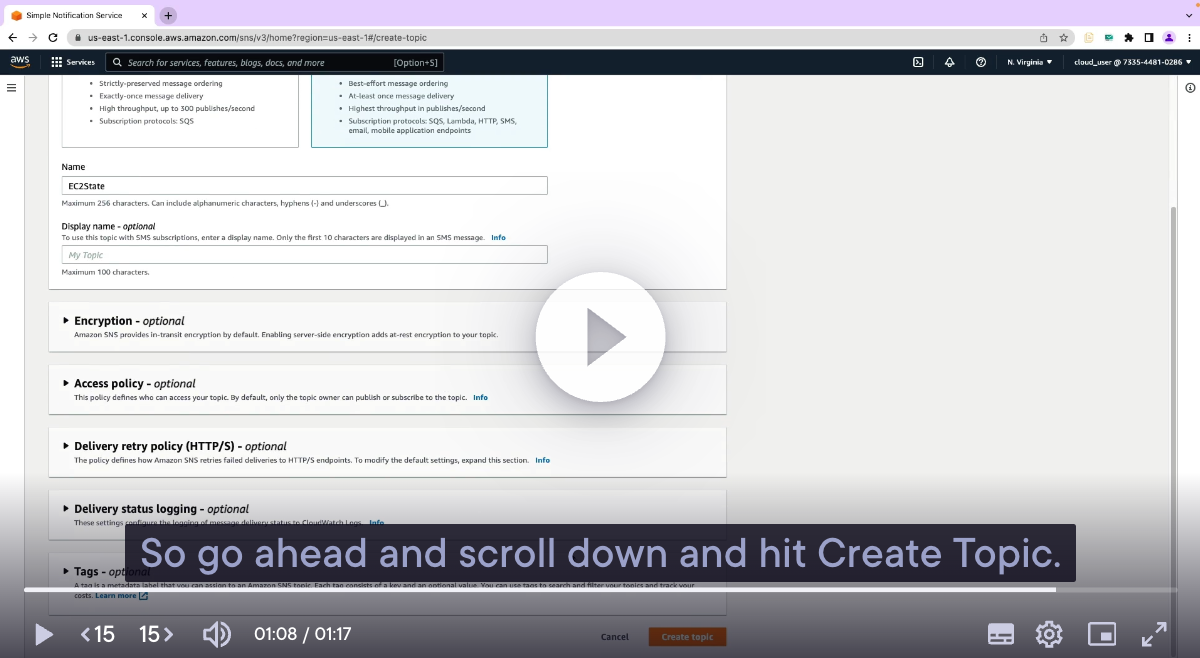 Simple Notification Service
us-east-1.console.aws.amazon.com/sns/v3/home?region=us-east-1#/create-topic
aws
Services
Search for services, features, blogs, docs, and more
[Option+S]
N. Virginia
cloud_user @ 7335-4481-0286
Strictly-preserved message ordering
Exactly-once message delivery
High throughput, up to 300 publishes/second
Subscription protocols: SQS
Best-effort message ordering
At-least once message delivery
Highest throughput in publishes/second
Subscription protocols: SQS, Lambda, HTTP, SMS,
email, mobile application endpoints
Name
EC2State
Maximum 256 characters. Can include alphanumeric characters, hyphens (-) and underscores (_).
Display name - optional
To use this topic with SMS subscriptions, enter a display name. Only the first 10 characters are displayed in an SMS message. Info
My Topic
Maximum 100 characters.
Encryption - optional
Amazon SNS provides in-transit encryption by default. Enabling server-side encryption adds at-rest encryption to your topic.
Access policy - optional
This policy defines who can access your topic. By default, only the topic owner can publish or subscribe to the topic. Info
Delivery retry policy (HTTP/S) - optional
The policy defines how Amazon SNS retries failed deliveries to HTTP/S endpoints. To modify the default settings, expand this section. Info
Delivery status logging - optional
These settings configure the logging of message delivery status to CloudWatch Logs. Info
So go ahead and scroll down and hit Create Topic.
Tags - optional
A tag is a metadata label that you can assign to an Amazon SNS topic. Each tag consists of a key and an optional value. You can use tags to search and filter your topics and track your
costs. Learn more
Cancel
Create topic
15
15
01:08 / 01:17